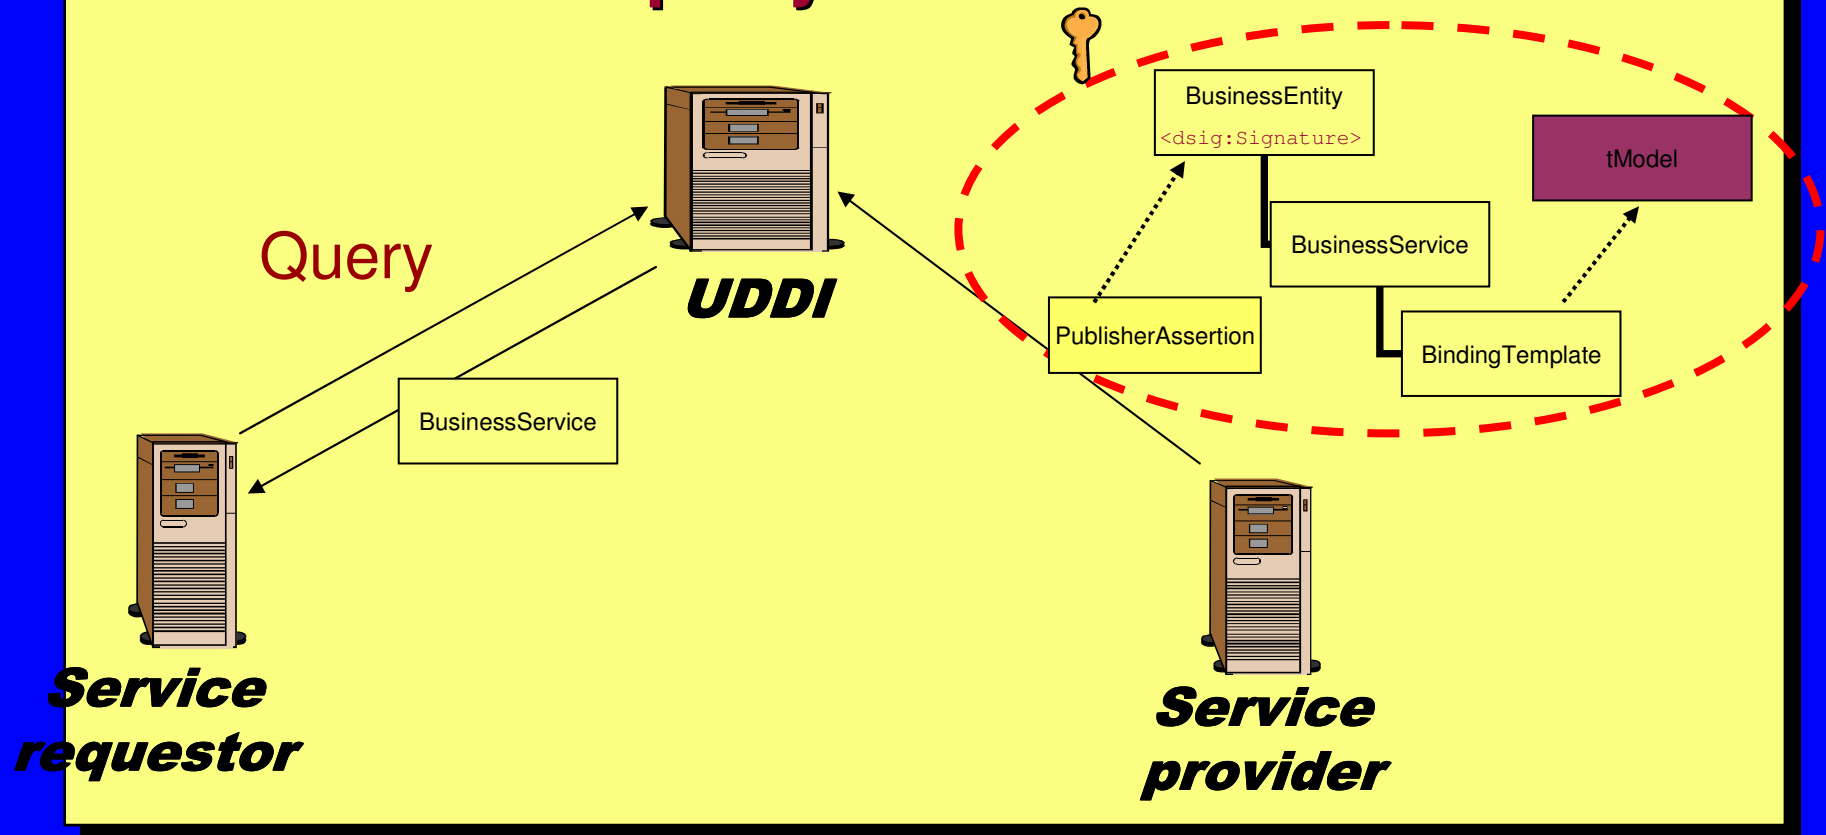 BusinessEntity
<dsig:Signature>
tModel
Query
BusinessService
UDDI
PublisherAssertion
BindingTemplate
BusinessService
Service
requestor
Service
provider